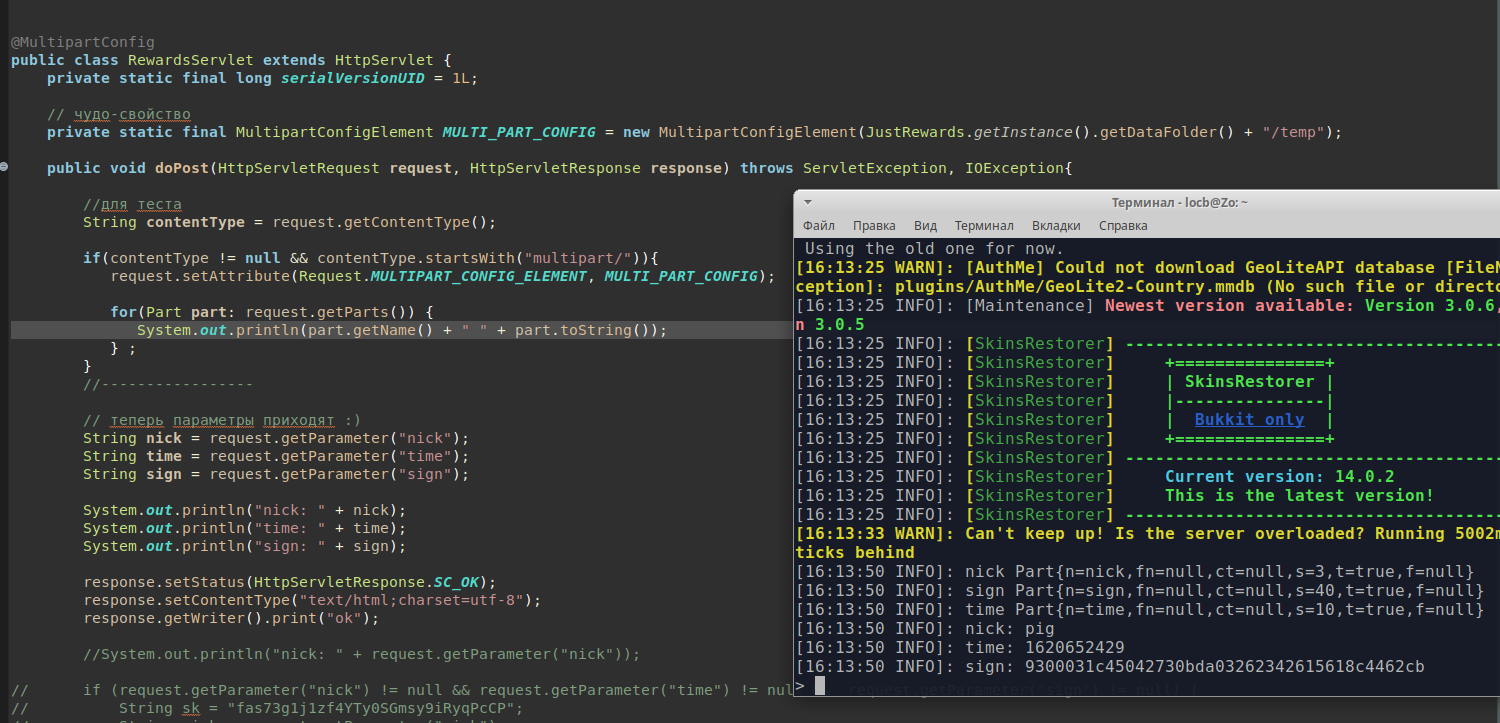 @MultipartConfig
public class RewardsServlet extends HttpServlet {
private static final long serialVersionUID = 1L;
// чудо-свойство
private static final MultipartConfigElement MULTI_PART_CONFIG = new MultipartConfigElement(JustRewards.getInstance().getDataFolder() + "/temp");
public void doPost(HttpServletRequest request, HttpServletResponse response) throws ServletException, IOException{
//для теста
String contentType = request.getContentType();
if(contentType != null && contentType.startsWith("multipart/")){
request.setAttribute(Request.MULTIPART_CONFIG_ELEMENT, MULTI_PART_CONFIG);
for(Part part: request.getParts()) {
System.out.println(part.getName() + " " + part.toString());
} ;
}
//-----------------
// теперь параметры приходят :)
String nick = request.getParameter("nick");
String time = request.getParameter("time");
String sign = request.getParameter("sign");
System.out.println("nick: " + nick);
System.out.println("time: " + time);
System.out.println("sign: " + sign);
response.setStatus(HttpServletResponse.SC_OK);
response.setContentType("text/html;charset=utf-8");
response.getWriter().print("ok");
//System.out.println("nick: " + request.getParameter("nick"));
// if (request.getParameter("nick") != null && request.getParameter("time") != nul request.getParameter("sign") != null) {
// String sk = "fas73g1j1zf4YTy0SGmsy9iRyqPcCP";
Терминал - locb@Zo: ~
Файл Правка Вид Терминал Вкладки Справка
Using the old one for now.
[16:13:25 WARN]: [AuthMe] Could not download GeoLiteAPI database [FileN
ception]: plugins/AuthMe/GeoLite2-Country.mmdb (No such file or directo
[16:13:25 INFO]: [Maintenance] Newest version available: Version 3.0.6,
n 3.0.5
[16:13:25 INFO]: [SkinsRestorer] -------------------------------------
[16:13:25 INFO]: [SkinsRestorer] +===============+
[16:13:25 INFO]: [SkinsRestorer] | SkinsRestorer |
[16:13:25 INFO]: [SkinsRestorer] |---------------|
[16:13:25 INFO]: [SkinsRestorer] | Bukkit only |
[16:13:25 INFO]: [SkinsRestorer] +===============+
[16:13:25 INFO]: [SkinsRestorer] -------------------------------------
[16:13:25 INFO]: [SkinsRestorer] Current version: 14.0.2
[16:13:25 INFO]: [SkinsRestorer] This is the latest version!
[16:13:25 INFO]: [SkinsRestorer] -------------------------------------
[16:13:33 WARN]: Can't keep up! Is the server overloaded? Running 5002m
ticks behind
[16:13:50 INFO]: nick Part{n=nick,fn=null,ct=null,s=3,t=true,f=null}
[16:13:50 INFO]: sign Part{n=sign,fn=null,ct=null,s=40,t=true,f=null}
[16:13:50 INFO]: time Part{n=time,fn=null,ct=null,s=10,t=true,f=null}
[16:13:50 INFO]: nick: pig
[16:13:50 INFO]: time: 1620652429
[16:13:50 INFO]: sign: 9300031c45042730bda03262342615618c4462cb
>